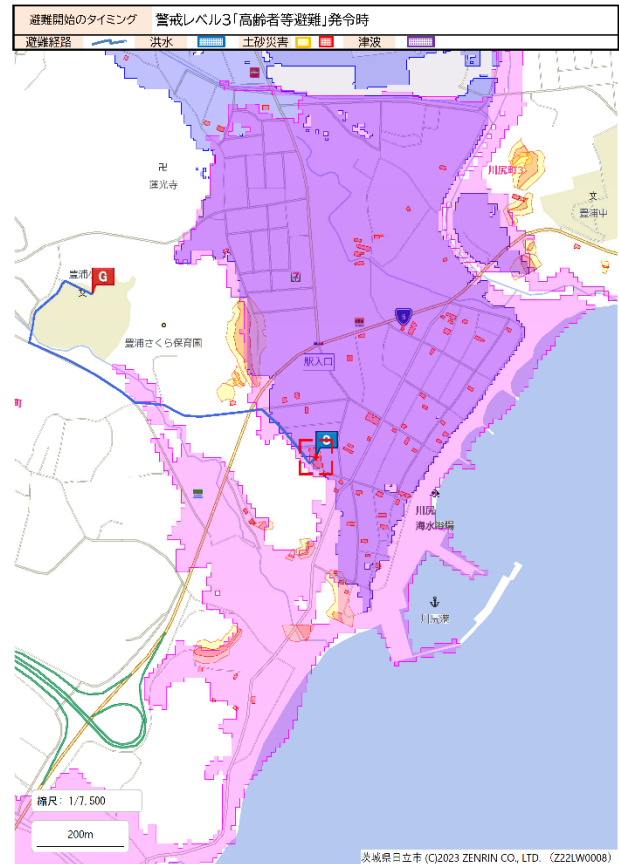 避難開始のタイミング 警戒レベル3「高齢者等避難」発令時
避難経路 洪水 土砂災害 津波
卍
蓮光寺
川尻町3
文
豊浦中
豊浦小
G
文
豊浦さくら保育園
駅入口
町
川尻
海水浴場
川尻港
縮尺: 1/7,500
200m
茨城県日立市 (C)2023 ZENRIN CO., LTD. (Z22LW0008)